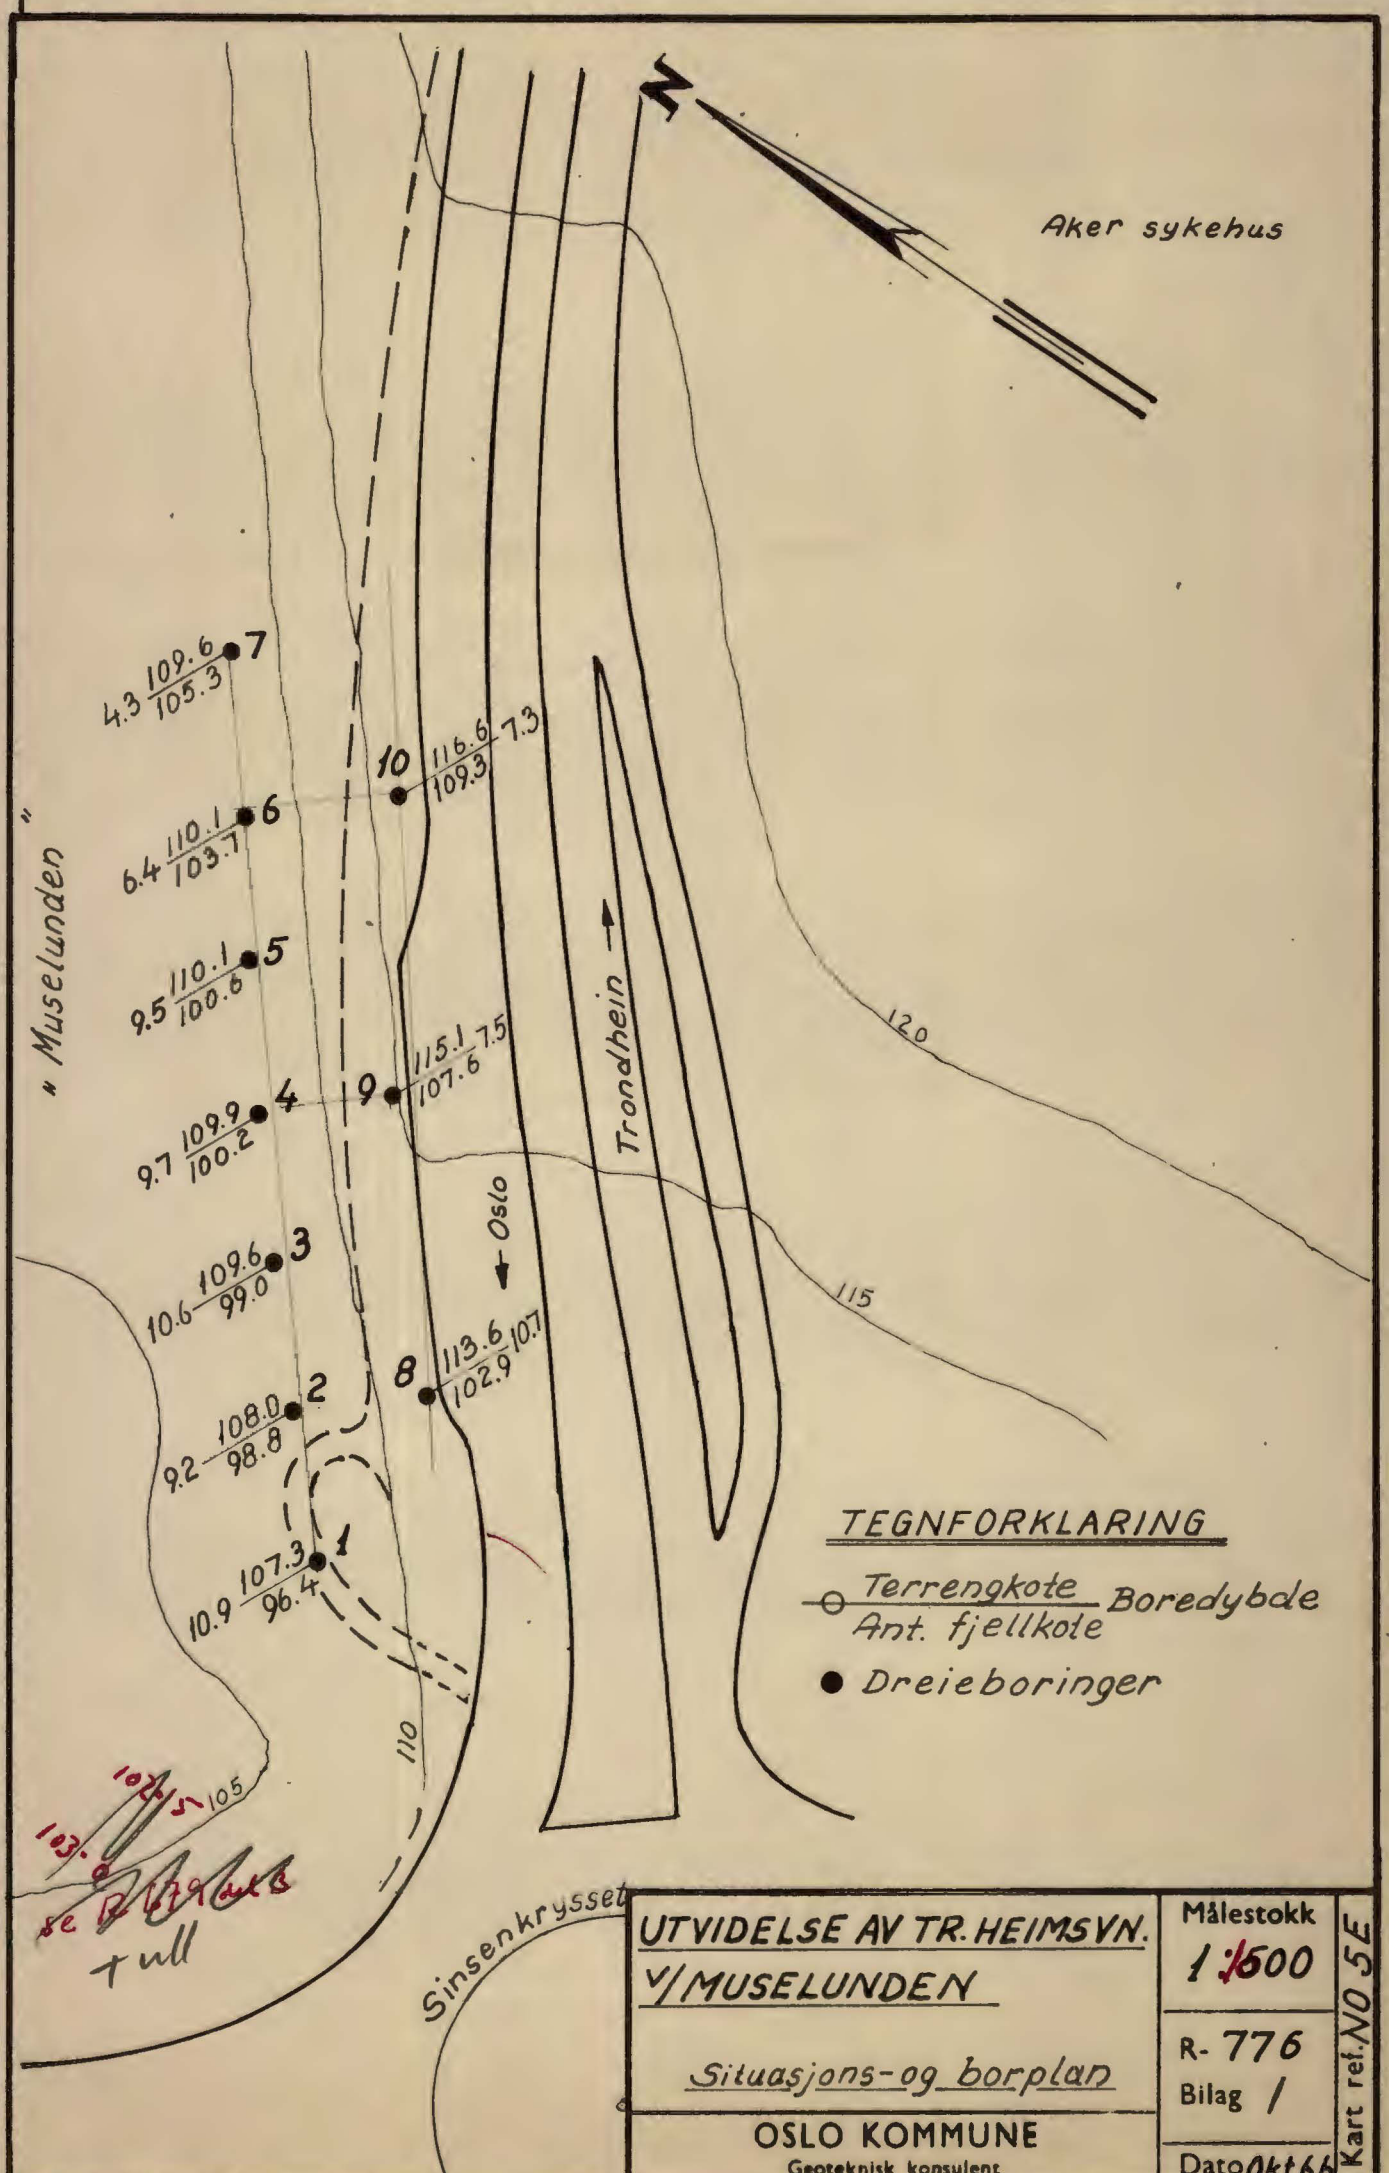 N
Aker sykehus
4.3 109.6 7
105.3
10 116.6 7.3
109.3
6.4 110.1 6
103.7
"Muselunden"
9.5 110.1 5
100.6
Trondhein →
120
9 115.1 7.5
107.6
9.7 109.9 4
100.2
← Oslo
10.6 109.6 3
99.0
115
8 113.6 10.7
102.9
9.2 108.0 2
98.8
10.9 107.3 1
96.4
TEGNFORKLARING
Terrengkote Boredybde
Ant. fjellkote
Dreieboringer
110
105
103.0
Tull
Sinsenkrysset
UTVIDELSE AV TR. HEIMSVN.
V/MUSELUNDEN
Situasjons-og borplan
OSLO KOMMUNE
Geoteknisk konsulent
Målestokk
1:500
R- 776
Bilag 1
Dato Okt 66
Kart ref. NO 5E